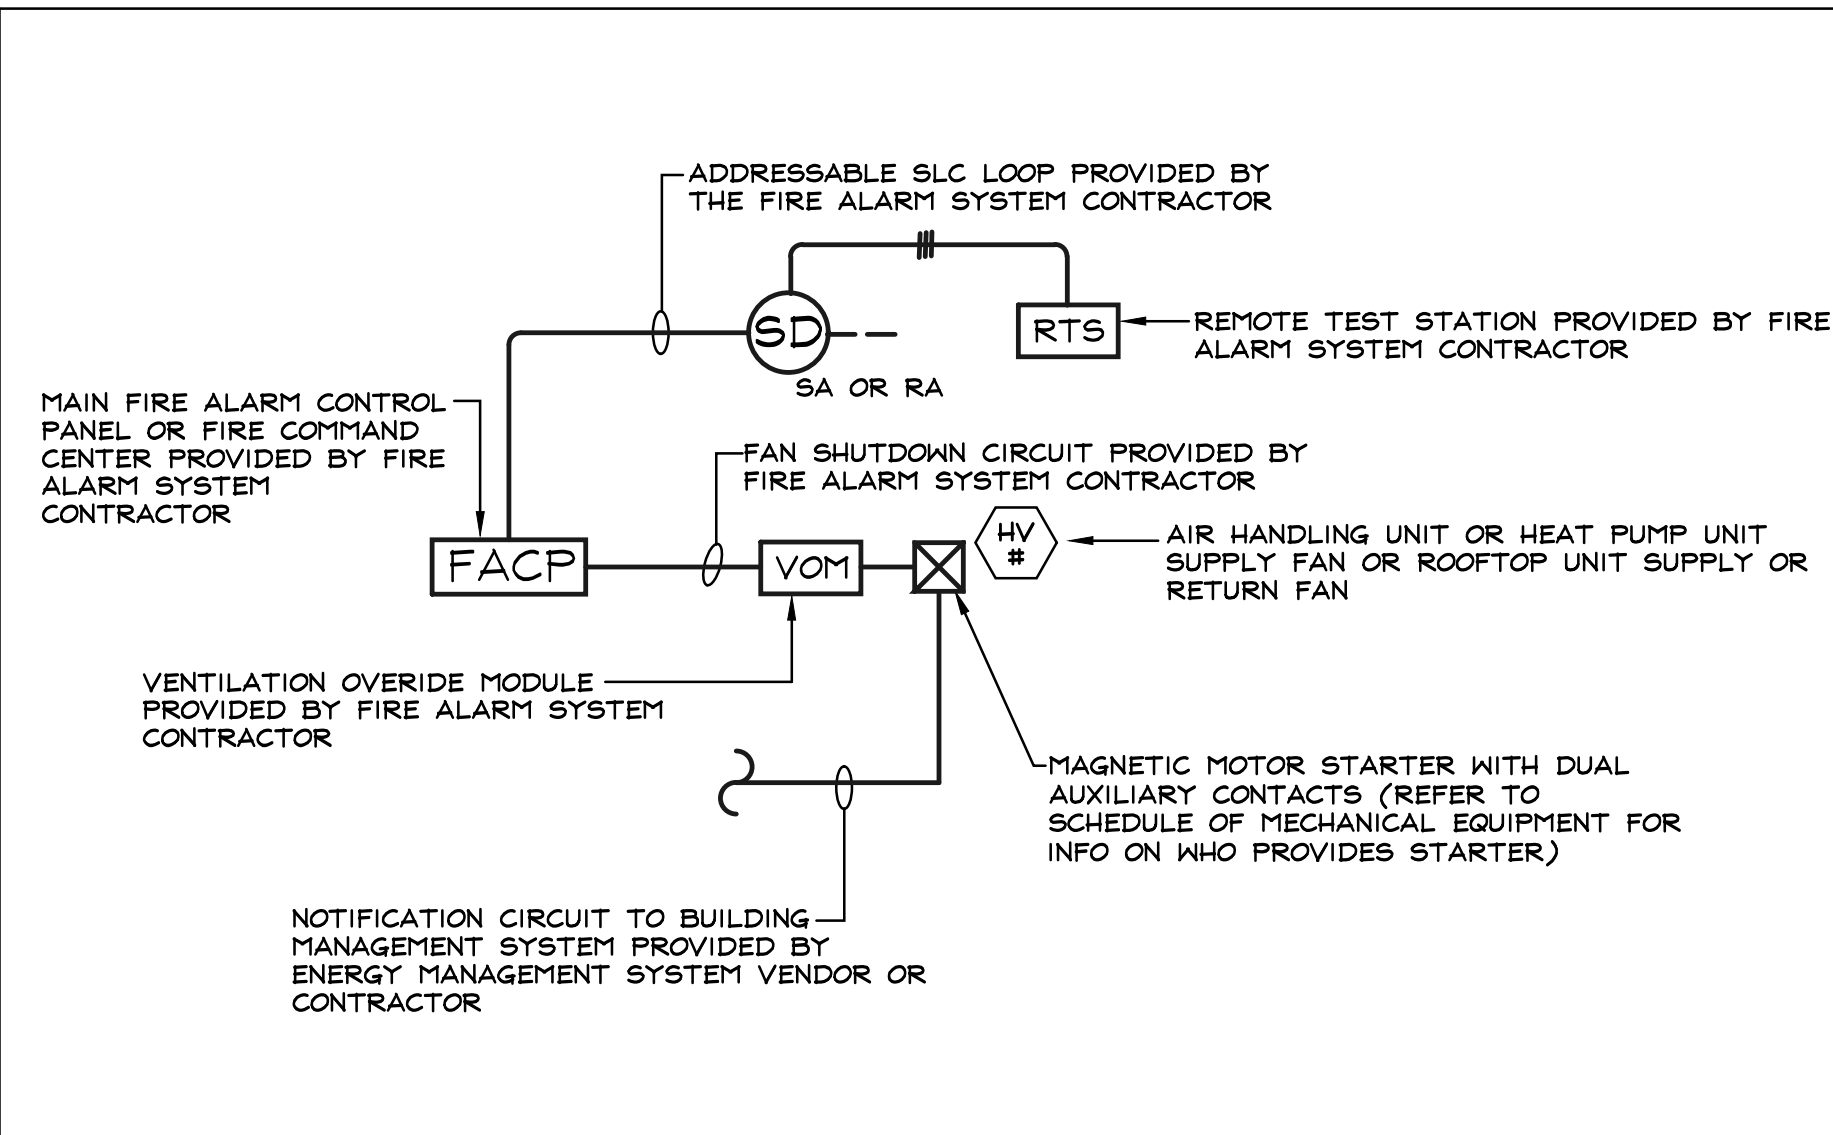 ADDRESSABLE SLC LOOP PROVIDED BY
THE FIRE ALARM SYSTEM CONTRACTOR
SD
SA OR RA
RTS
REMOTE TEST STATION PROVIDED BY FIRE
ALARM SYSTEM CONTRACTOR
MAIN FIRE ALARM CONTROL
PANEL OR FIRE COMMAND
CENTER PROVIDED BY FIRE
ALARM SYSTEM
CONTRACTOR
FAN SHUTDOWN CIRCUIT PROVIDED BY
FIRE ALARM SYSTEM CONTRACTOR
FACP
VOM
HV
#
AIR HANDLING UNIT OR HEAT PUMP UNIT
SUPPLY FAN OR ROOFTOP UNIT SUPPLY OR
RETURN FAN
VENTILATION OVERIDE MODULE
PROVIDED BY FIRE ALARM SYSTEM
CONTRACTOR
MAGNETIC MOTOR STARTER WITH DUAL
AUXILIARY CONTACTS (REFER TO
SCHEDULE OF MECHANICAL EQUIPMENT FOR
INFO ON WHO PROVIDES STARTER)
NOTIFICATION CIRCUIT TO BUILDING
MANAGEMENT SYSTEM PROVIDED BY
ENERGY MANAGEMENT SYSTEM VENDOR OR
CONTRACTOR